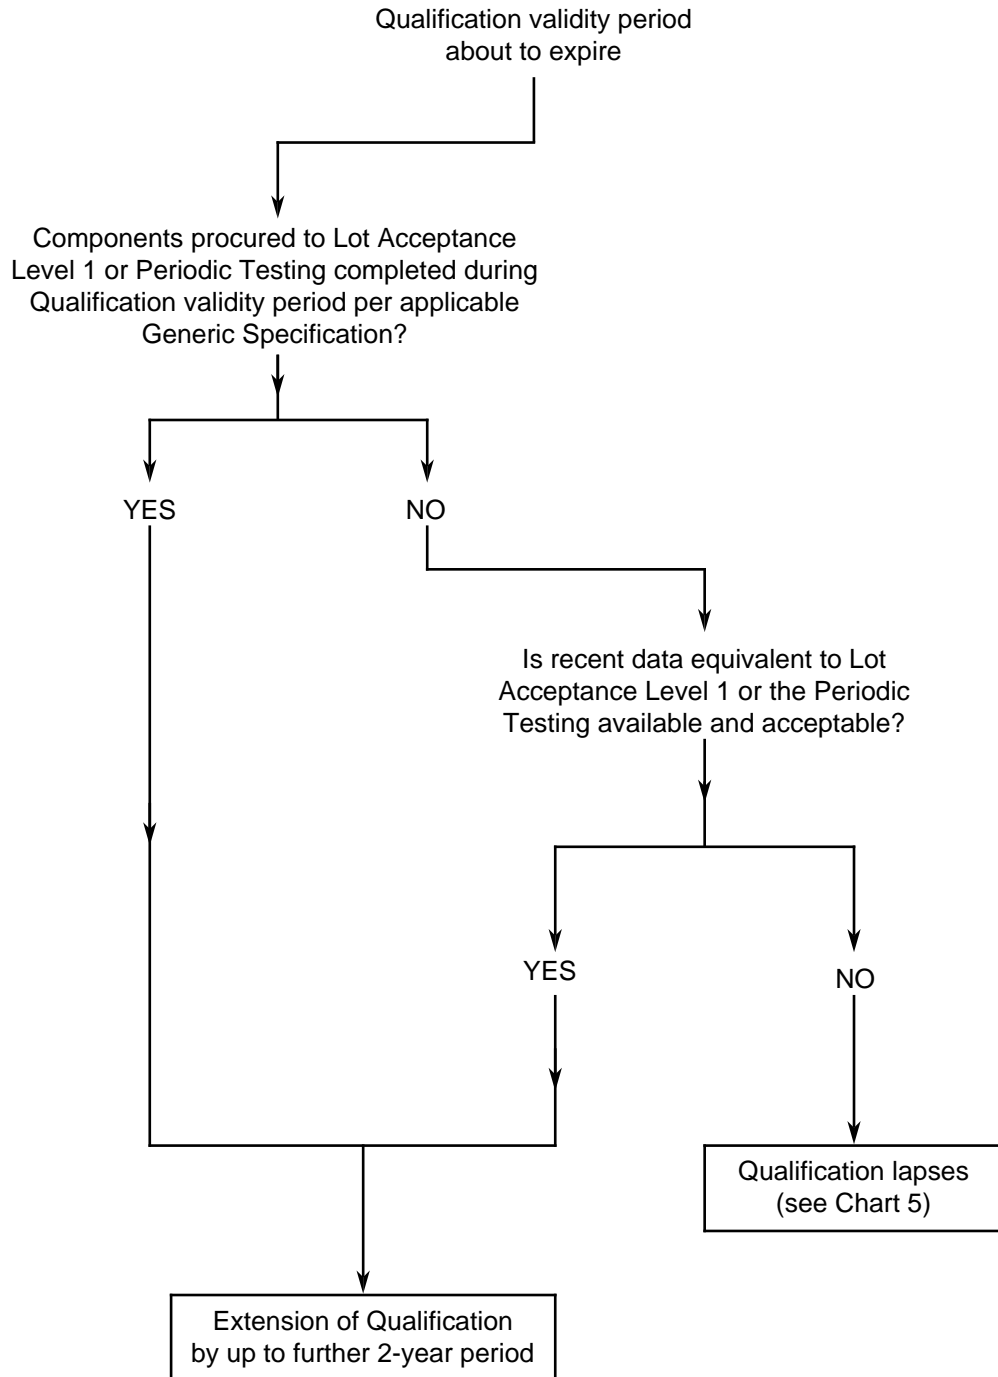 Qualification validity period
about to expire
Components procured to Lot Acceptance
Level 1 or Periodic Testing completed during
Qualification validity period per applicable
Generic Specification?
YES
NO
Is recent data equivalent to Lot
Acceptance Level 1 or the Periodic
Testing available and acceptable?
YES
NO
Qualification lapses
(see Chart 5)
Extension of Qualification
by up to further 2-year period